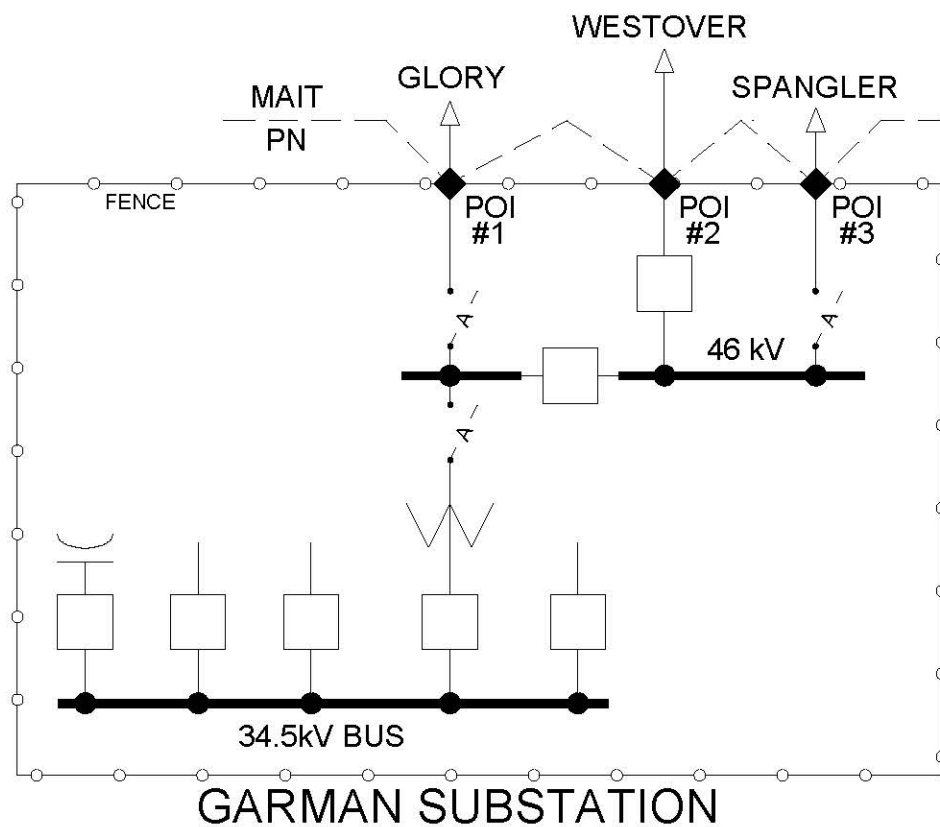 WESTOVER
GLORY
SPANGLER
MAIT
PN
FENCE
POI
#1
POI
#2
POI
#3
A
A
46 kV
A
34.5kV BUS
GARMAN SUBSTATION